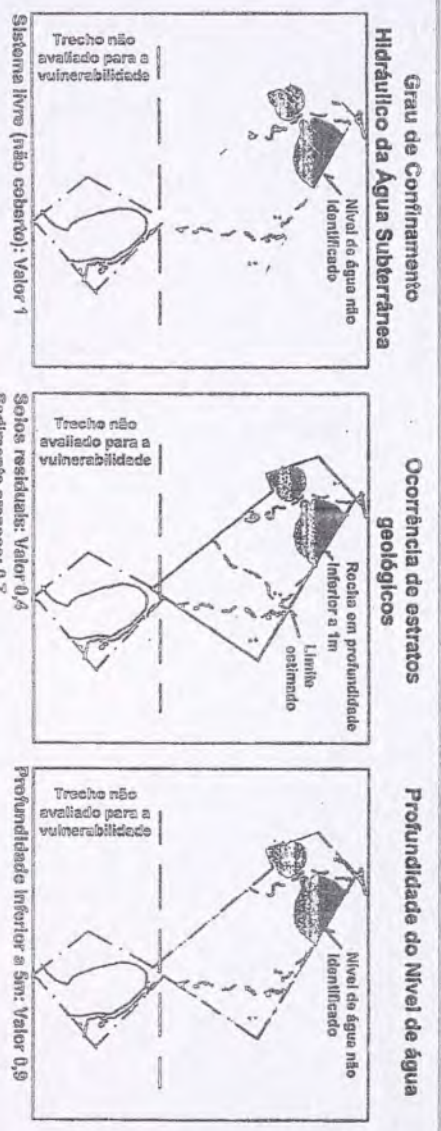 Grau de Confinamento
Hidráulico da Água Subterrânea
Nível de água não
identificado
Trecho não
avaliado para a
vulnerabilidade
Sistema livre (não coberto): Valor 1
Ocorrência de estratos
geológicos
Rocha em profundidade
inferior a 1m
Limite
estimado
Trecho não
avaliado para a
vulnerabilidade
Solos residuais: Valor 0,4
Profundidade do Nível de água
Nível de água não
identificado
Trecho não
avaliado para a
vulnerabilidade
Profundidade inferior a 5m: Valor 0,9